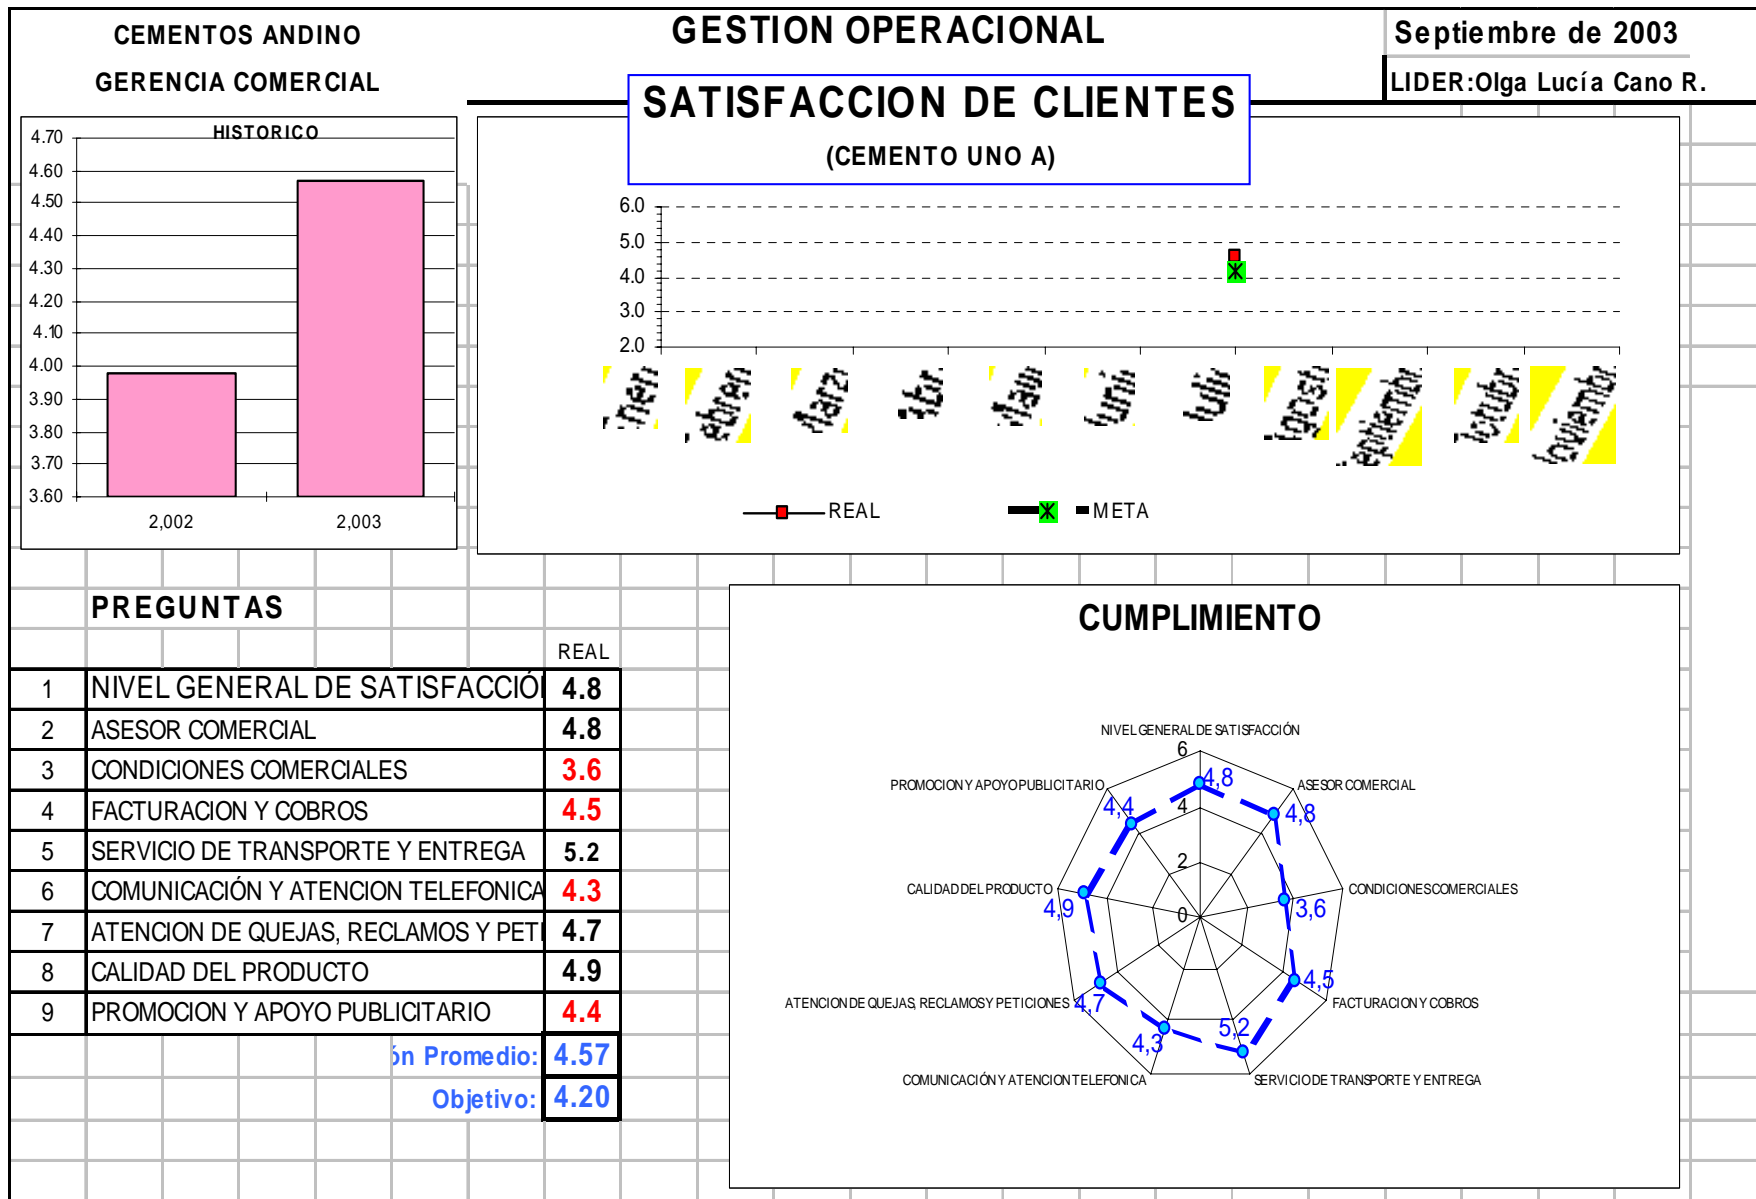 CEMENTOS ANDINO
GERENCIA COMERCIAL
GESTION OPERACIONAL
Septiembre de 2003
LIDER:Olga Lucía Cano R.
SATISFACCION DE CLIENTES
(CEMENTO UNO A)
HISTORICO
4.70
4.60
4.50
4.40
4.30
4.20
4.10
4.00
3.90
3.80
3.70
3.60
2,002
2,003
6.0
5.0
4.0
3.0
2.0
REAL
META
PREGUNTAS
REAL
1 NIVEL GENERAL DE SATISFACCIÓ 4.8
2 ASESOR COMERCIAL 4.8
3 CONDICIONES COMERCIALES 3.6
4 FACTURACION Y COBROS 4.5
5 SERVICIO DE TRANSPORTE Y ENTREGA 5.2
6 COMUNICACIÓN Y ATENCION TELEFONICA 4.3
7 ATENCION DE QUEJAS, RECLAMOS Y PETI 4.7
8 CALIDAD DEL PRODUCTO 4.9
9 PROMOCION Y APOYO PUBLICITARIO 4.4
ón Promedio: 4.57
Objetivo: 4.20
CUMPLIMIENTO
NIVEL GENERAL DE SATISFACCIÓN
ASESOR COMERCIAL
CONDICIONES COMERCIALES
FACTURACION Y COBROS
SERVICIO DE TRANSPORTE Y ENTREGA
COMUNICACIÓN Y ATENCION TELEFONICA
ATENCION DE QUEJAS, RECLAMOS Y PETICIONES
CALIDAD DEL PRODUCTO
PROMOCION Y APOYO PUBLICITARIO
6
4
2
0
4,8
4,8
3,6
4,5
5,2
4,3
4,7
4,9
4,4